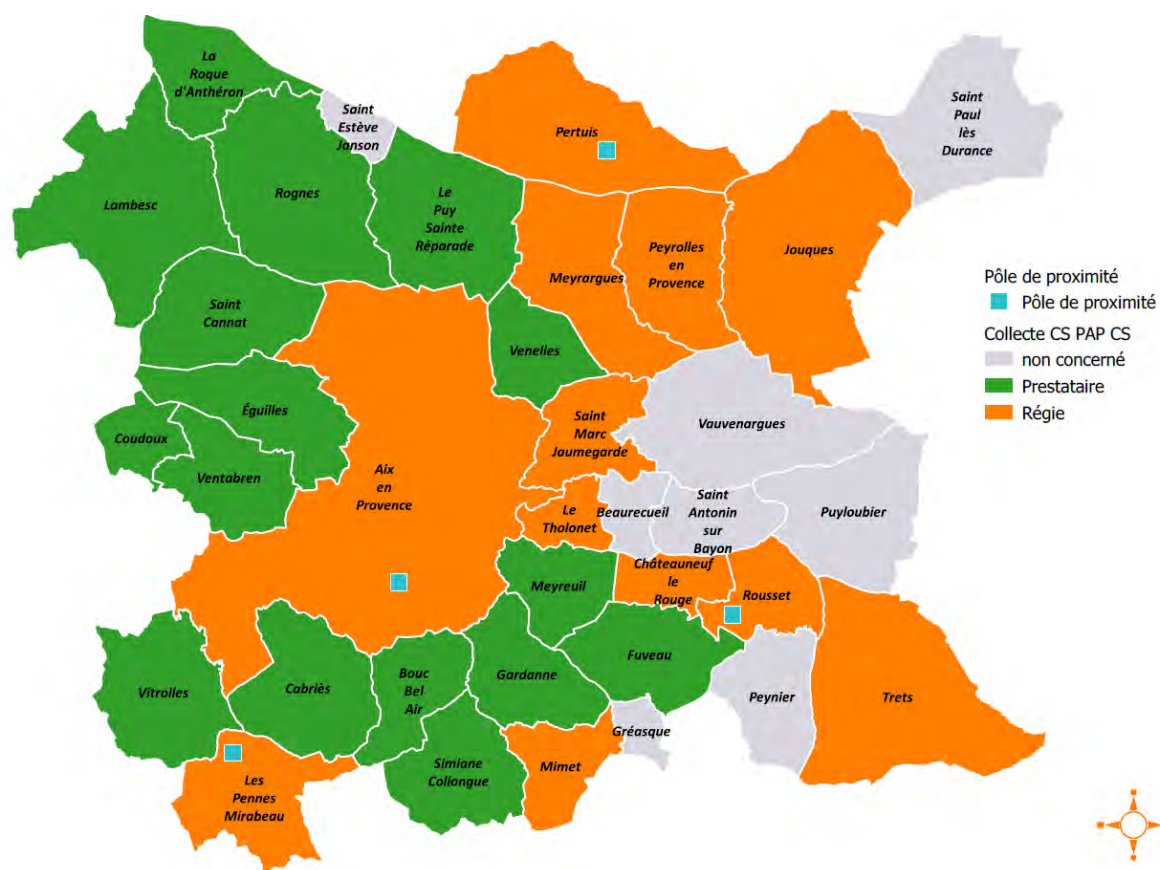 La
Roque
d'Anthéron
Saint
Estève
Janson
Saint
Paul
lès
Durance
Pertuis
Lambesc
Rognes
Le
Puy
Sainte
Réparade
Meyrargues
Peyrolles
en
Provence
Jouques
Saint
Cannat
Venelles
Éguilles
Coudoux
Ventabren
Aix
en
Provence
Saint
Marc
Jaumegarde
Vauvenargues
Le
Tholonet
Beaurecueil
Saint
Antonin
sur
Bayon
Puyloubier
Meyreuil
Châteauneuf
le
Rouge
Rousset
Vitrolles
Cabriès
Bouc
Bel
Air
Gardanne
Fuveau
Peynier
Trets
Gréasque
Les
Pennes
Mirabeau
Simiane
Collongue
Mimet
Pôle de proximité
Pôle de proximité
Collecte CS PAP CS
non concerné
Prestataire
Régie